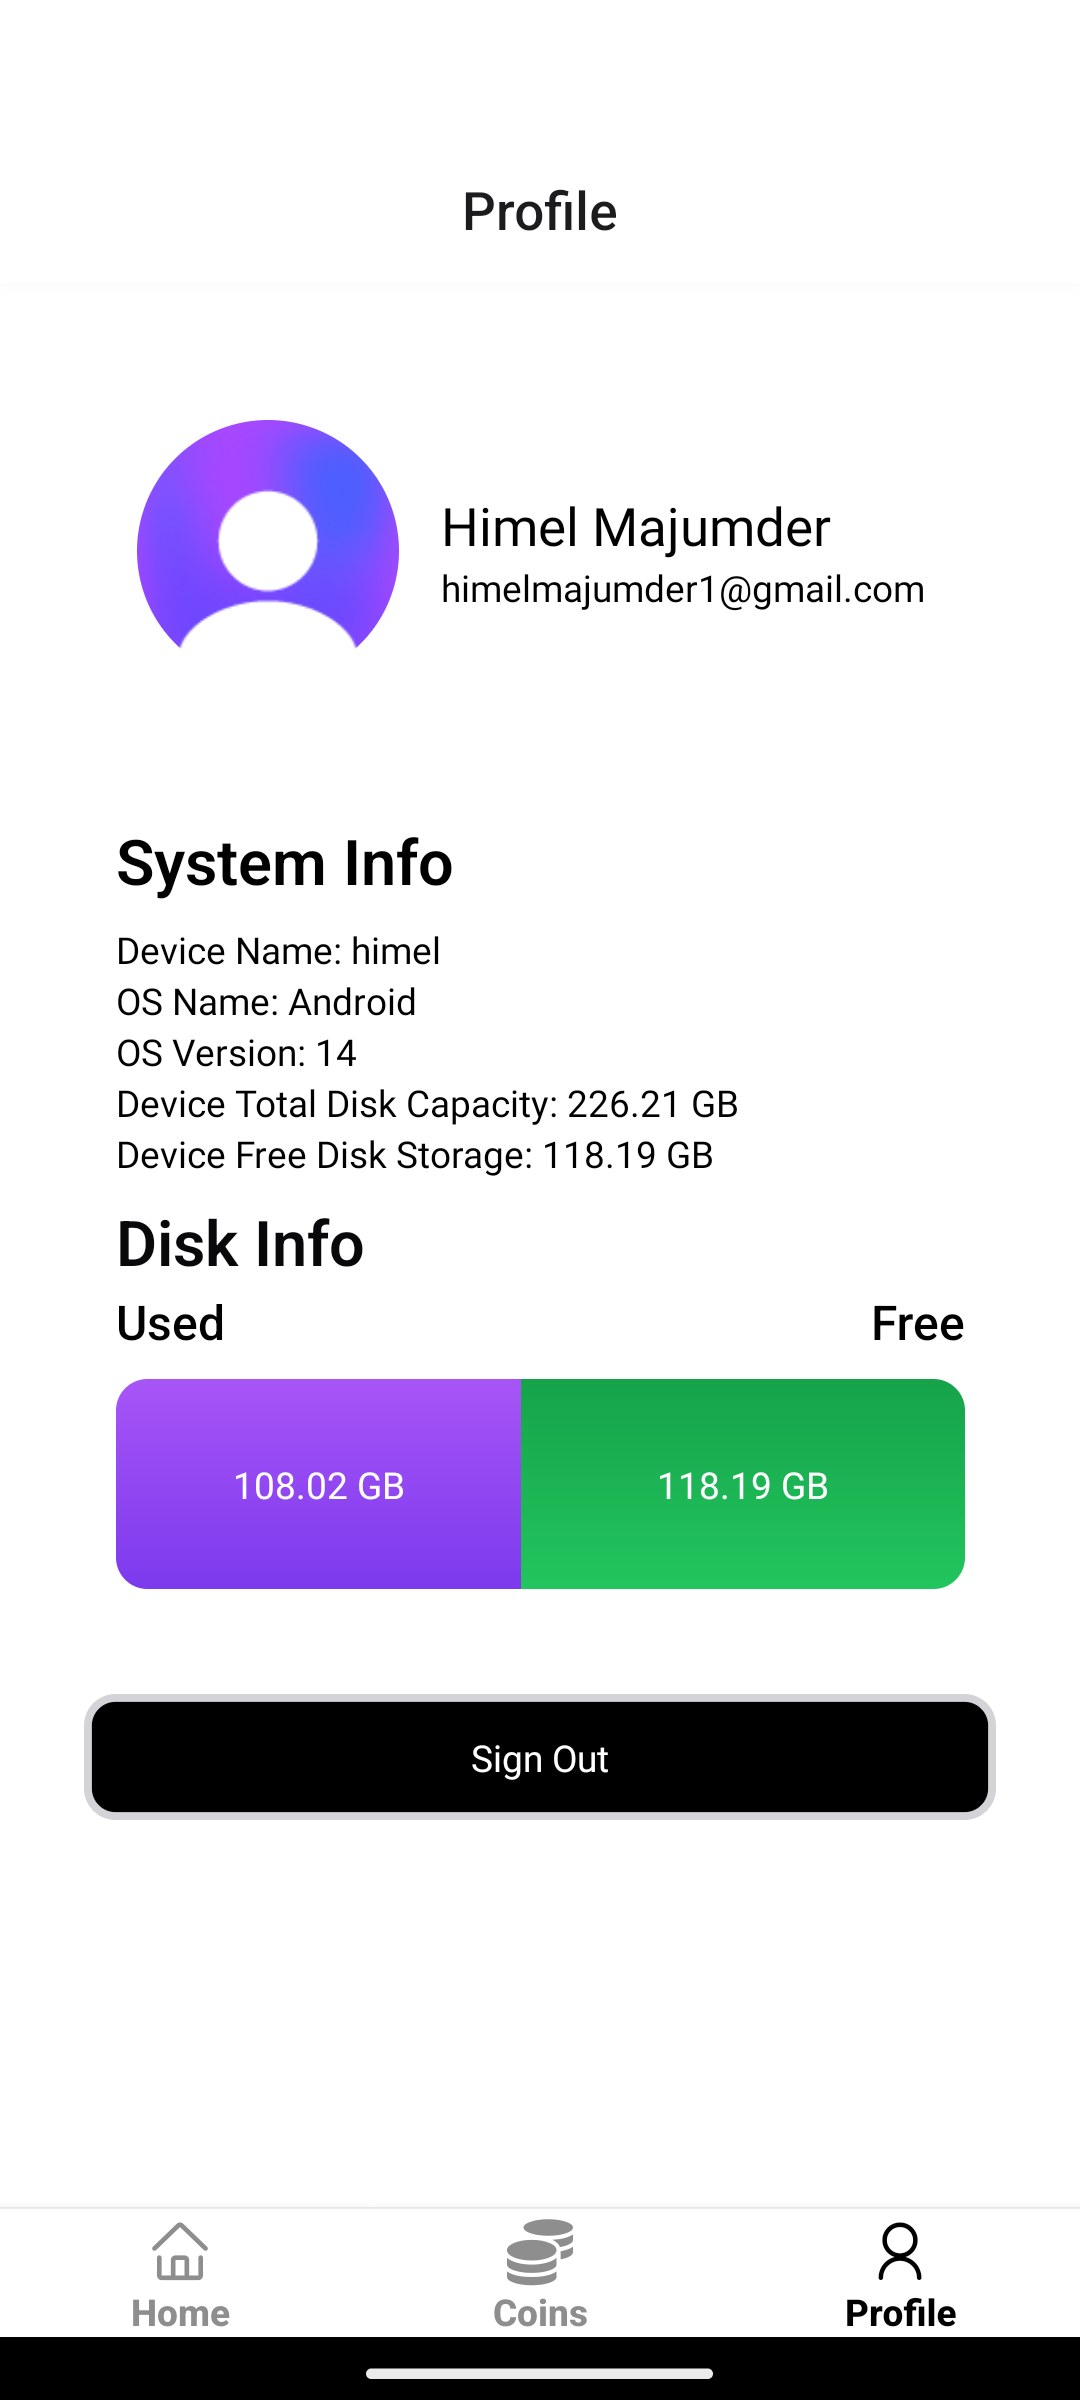 Profile
Himel Majumder
himelmajumder1@gmail.com
System Info
Device Name: himel
OS Name: Android
OS Version: 14
Device Total Disk Capacity: 226.21 GB
Device Free Disk Storage: 118.19 GB
Disk Info
Used Free
108.02 GB 118.19 GB
Sign Out
Home Coins Profile